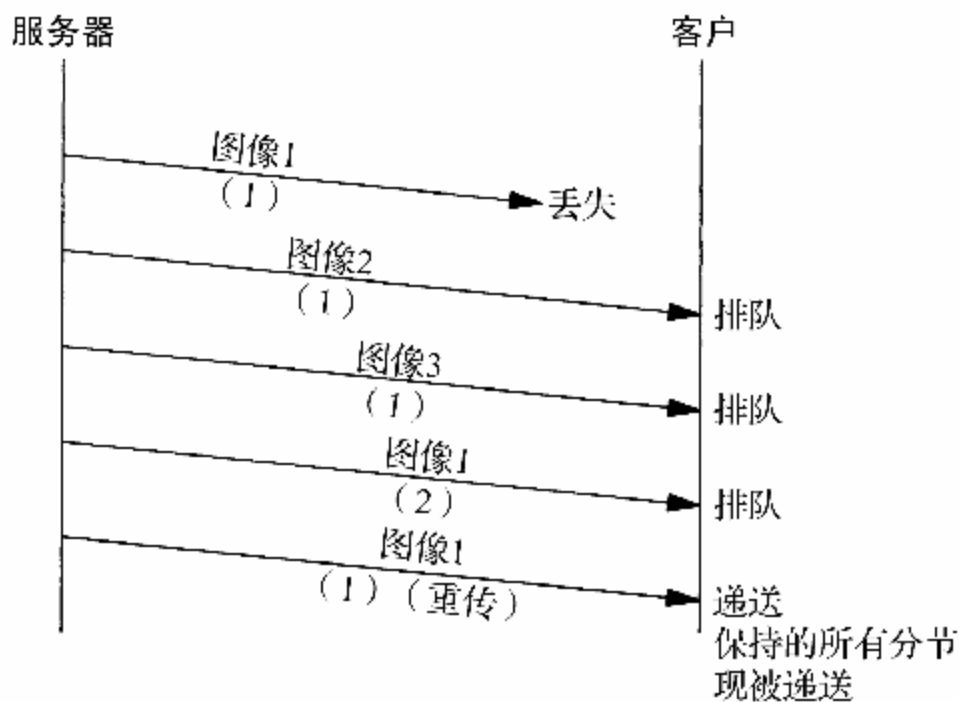 服务器
客户
图像1
(1)
丢失
图像2
(1)
排队
图像3
(1)
排队
图像1
(2)
排队
图像1
(1)(重传)
递送
保持的所有分节
现被递送